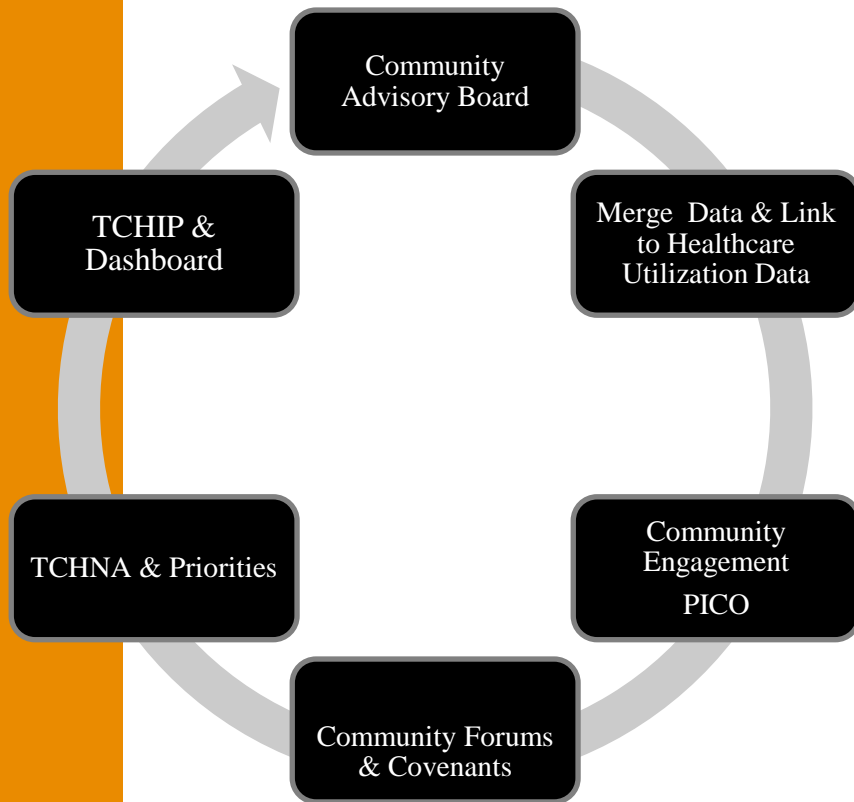 Community
Advisory Board
Merge Data & Link
to Healthcare
Utilization Data
Community
Engagement
PICO
Community Forums
& Covenants
TCHNA & Priorities
TCHIP &
Dashboard